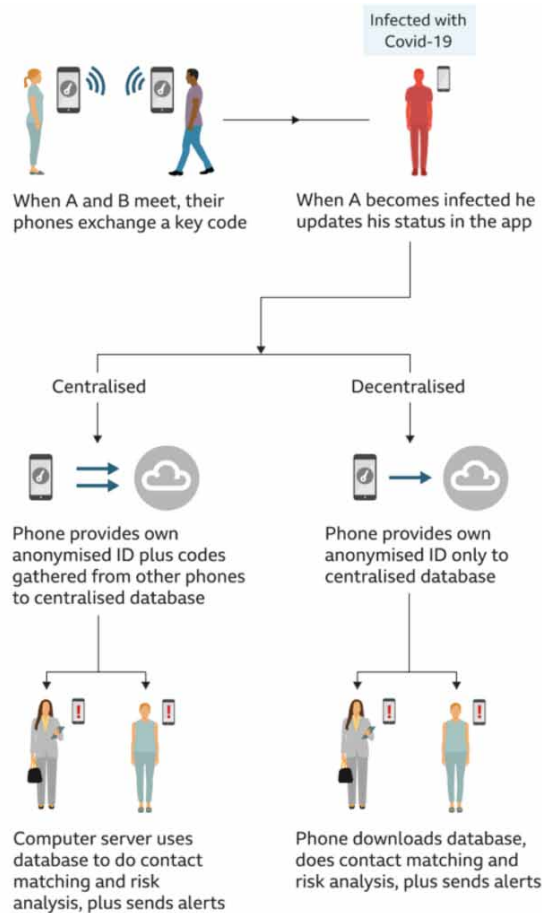 Infected with
Covid-19
When A and B meet, their
phones exchange a key code
When A becomes infected he
updates his status in the app
Centralised
Decentralised
Phone provides own
anonymised ID plus codes
gathered from other phones
to centralised database
Phone provides own
anonymised ID only to
centralised database
Computer server uses
database to do contact
matching and risk
analysis, plus sends alerts
Phone downloads database,
does contact matching and
risk analysis, plus sends alerts